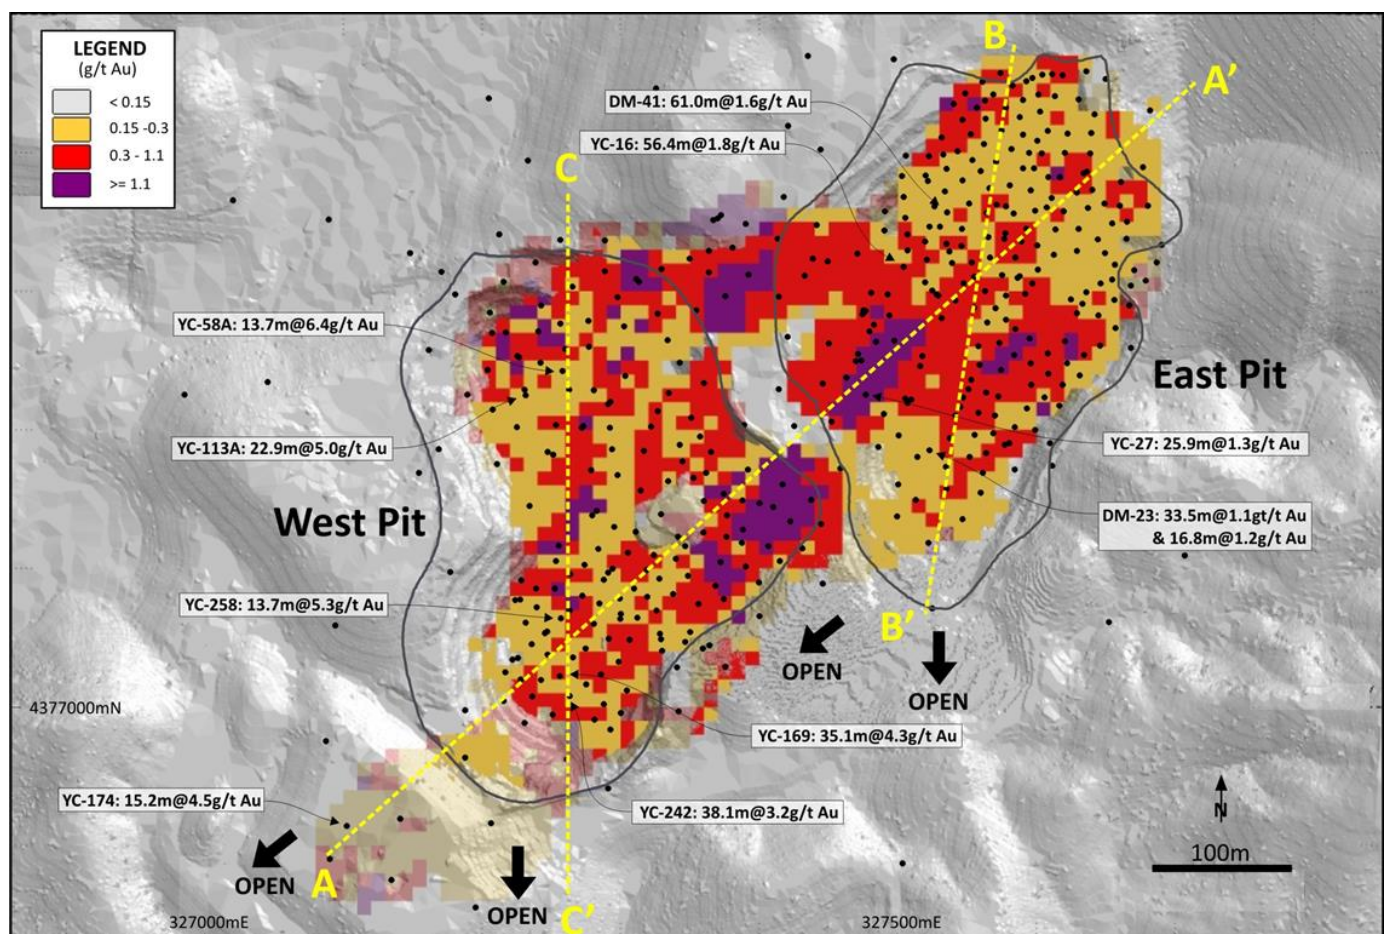 LEGEND
(g/t Au)
< 0.15
0.15 -0.3
0.3 - 1.1
>= 1.1
B
A'
DM-41: 61.0m@1.6g/t Au
YC-16: 56.4m@1.8g/t Au
C
YC-58A: 13.7m@6.4g/t Au
East Pit
YC-113A: 22.9m@5.0g/t Au
YC-27: 25.9m@1.3g/t Au
West Pit
DM-23: 33.5m@1.1gt/t Au
& 16.8m@1.2g/t Au
YC-258: 13.7m@5.3g/t Au
B'
OPEN
OPEN
4377000mN
YC-169: 35.1m@4.3g/t Au
YC-174: 15.2m@4.5g/t Au
YC-242: 38.1m@3.2g/t Au
N
100m
OPEN
A
OPEN
C'
327000mE
327500mE